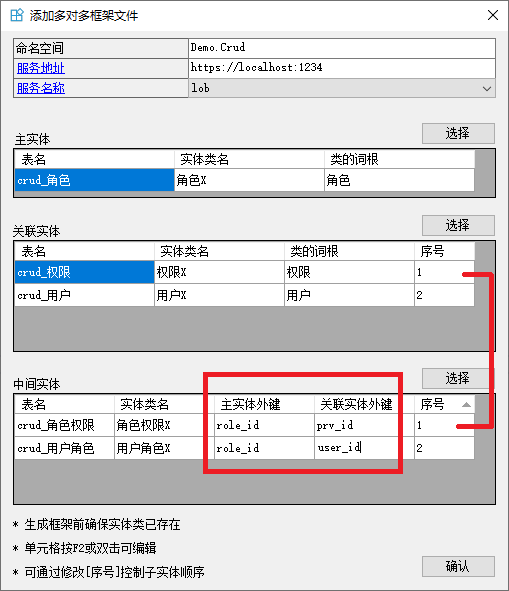 添加多对多框架文件
命名空间 Demo.Crud
服务地址 https://localhost:1234
服务名称 lob
主实体 选择
表名 实体类名 类的词根
crud_角色 角色X 角色
关联实体 选择
表名 实体类名 类的词根 序号
crud_权限 权限X 权限 1
crud_用户 用户X 用户 2
中间实体 选择
表名 实体类名 主实体外键 关联实体外键 序号
crud_角色权限 角色权限X role_id prv_id 1
crud_用户角色 用户角色X role_id user_id 2
* 生成框架前确保实体类已存在
* 单元格按F2或双击可编辑
* 可通过修改[序号]控制子实体顺序
确认